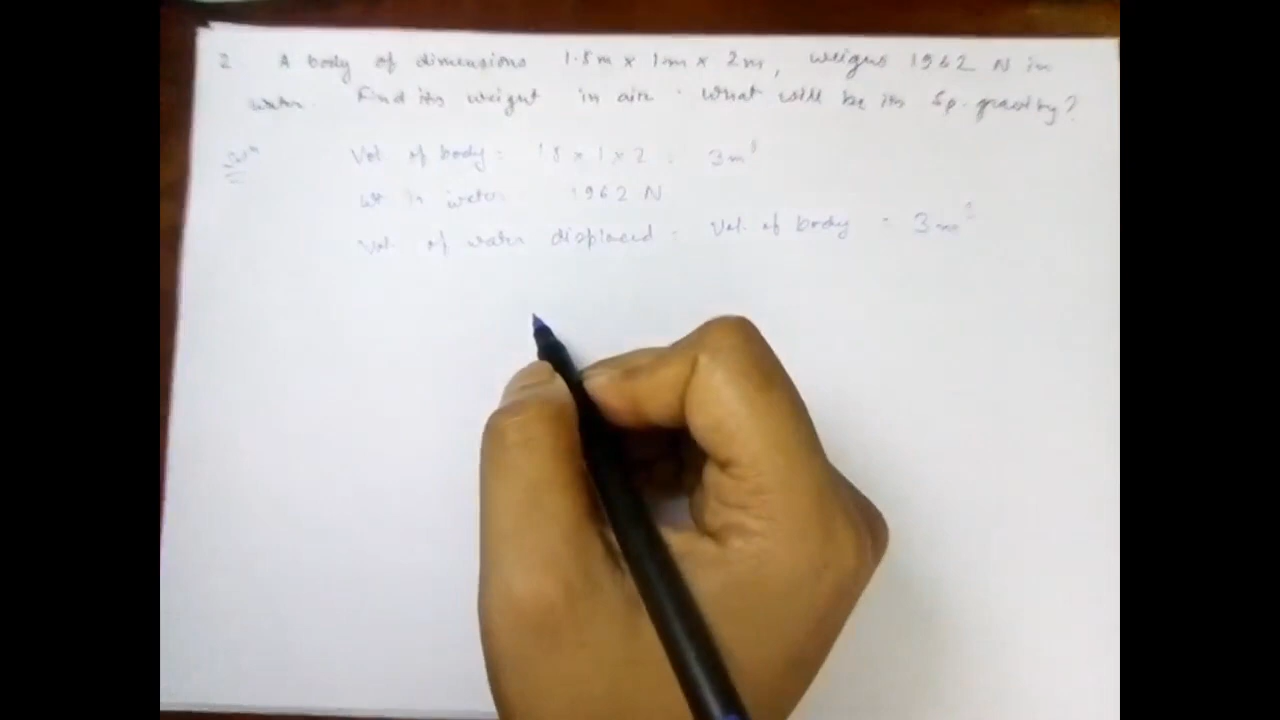 2 A body of dimensions 1.5m × 1m × 2m, weighs 1962 N in
water. Find its weight in air. What will be its Sp. gravity?
Soln Vol of body = 1.5 × 1 × 2 = 3m³
Wt in water 1962 N
Vol. of water displaced = Vol. of body = 3m³